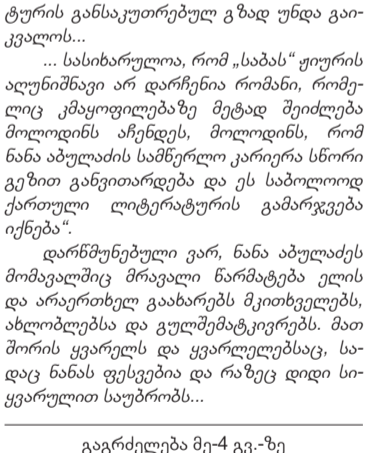 ტურის განსაკუთრებულ გზად უნდა გაი-
კვალოს...
... სასიხარულოა, რომ „საბას“ ჟიურის
აღუნიშნავი არ დარჩენია რომანი, რომე-
ლიც კმაყოფილებაზე მეტად შეიძლება
მოლოდინს აჩენდეს, მოლოდინს, რომ
ნანა აბულაძის სამწერლო კარიერა სწორი
გეზით განვითარდება და ეს საბოლოოდ
ქართული ლიტერატურის გამარჯვება
იქნება“.
დარწმუნებული ვარ, ნანა აბულაძეს
მომავალშიც მრავალი წარმატება ელის
და არაერთხელ გაახარებს მკითხველებს,
ახლობლებსა და გულშემატკივრებს. მათ
შორის ყვარელს და ყვარლელებსაც, სა-
დაც ნანას ფესვებია და რაზეც დიდი სი-
ყვარულით საუბრობს...
გაგრძელება მე-4 გვ.-ზე